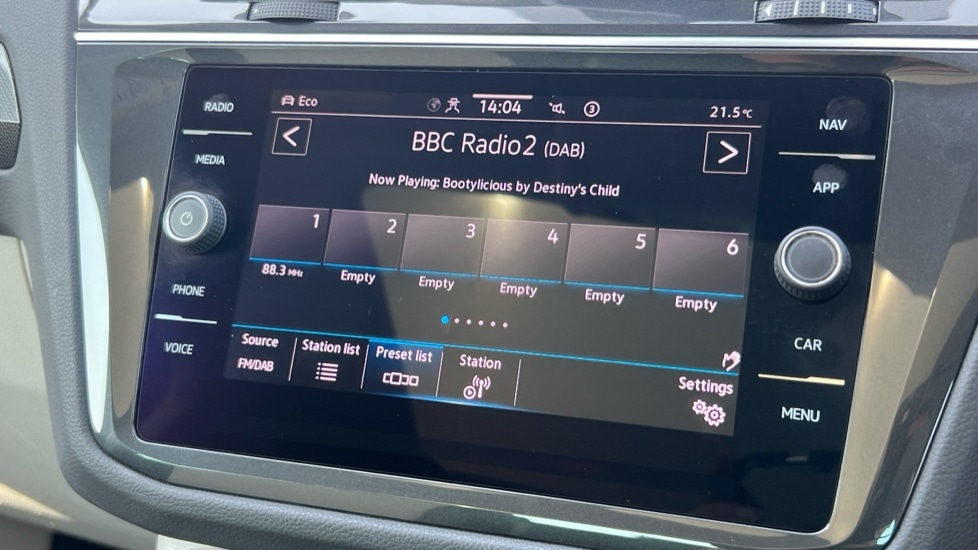 RADIO
MEDIA
PHONE
VOICE
Eco
14:04
3
21.5°C
<
BBC Radio2 (DAB)
>
Now Playing: Bootylicious by Destiny's Child
1 2 3 4 5 6
88.3 MHz Empty Empty Empty Empty Empty
Source Station list Preset list Station Settings
FM/DAB
NAV
APP
CAR
MENU